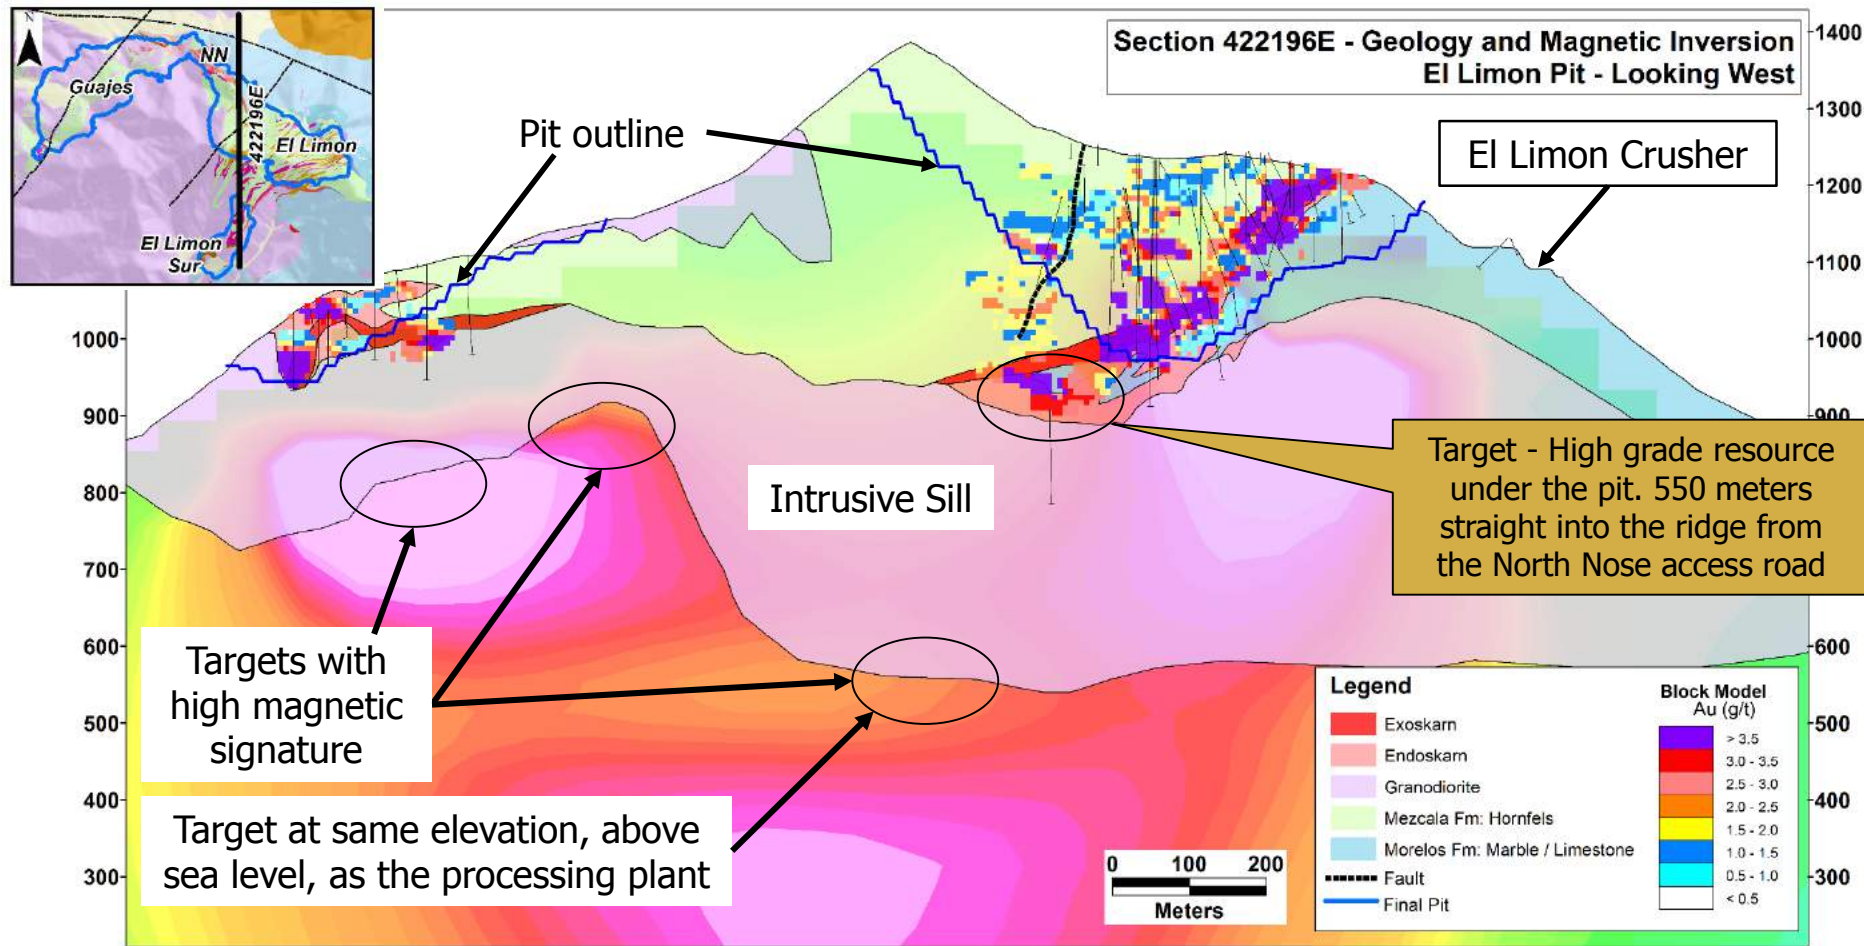 N
NN
Guajes
422196E
El Limon
El Limon
Sur
Section 422196E - Geology and Magnetic Inversion
El Limon Pit - Looking West
Pit outline
El Limon Crusher
1400
1300
1200
1100
1000
900
600
500
400
300
1000
900
800
700
600
500
400
300
Intrusive Sill
Target - High grade resource
under the pit. 550 meters
straight into the ridge from
the North Nose access road
Targets with
high magnetic
signature
Target at same elevation, above
sea level, as the processing plant
0 100 200
Meters
Legend
Exoskarn
Endoskarn
Granodiorite
Mezcala Fm: Hornfels
Morelos Fm: Marble / Limestone
Fault
Final Pit
Block Model
Au (g/t)
> 3.5
3.0 - 3.5
2.5 - 3.0
2.0 - 2.5
1.5 - 2.0
1.0 - 1.5
0.5 - 1.0
< 0.5